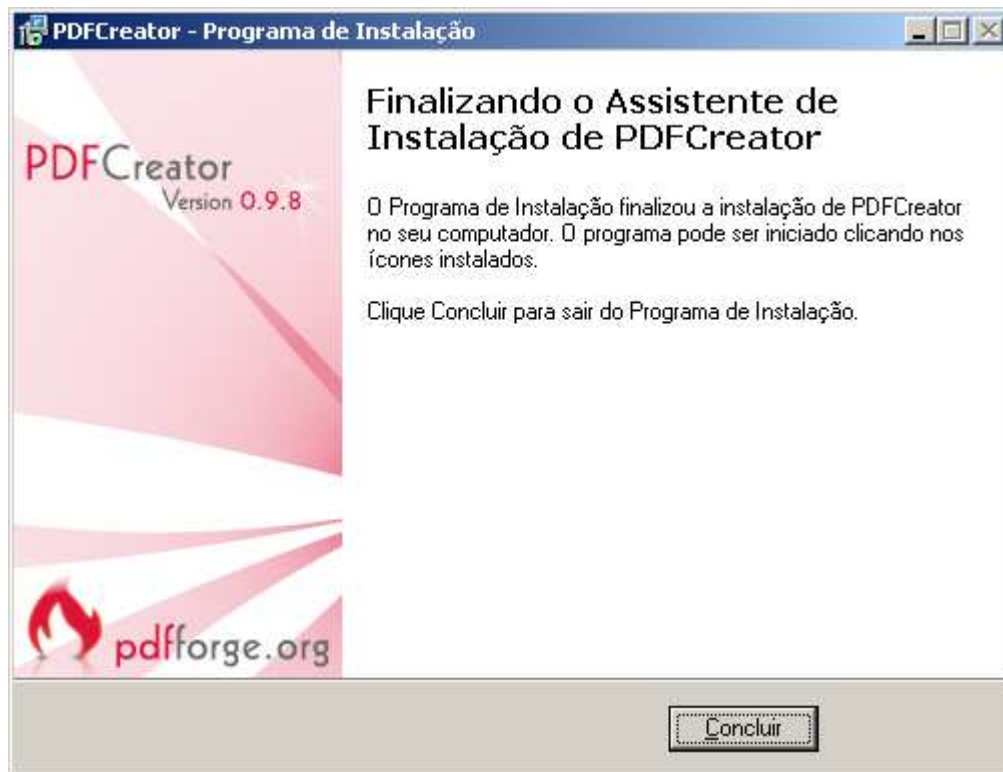 PDFCreator - Programa de Instalação
PDFCreator
Version 0.9.8
Finalizando o Assistente de
Instalação de PDFCreator
O Programa de Instalação finalizou a instalação de PDFCreator
no seu computador. O programa pode ser iniciado clicando nos
ícones instalados.
Clique Concluir para sair do Programa de Instalação.
pdfforge.org
Concluir